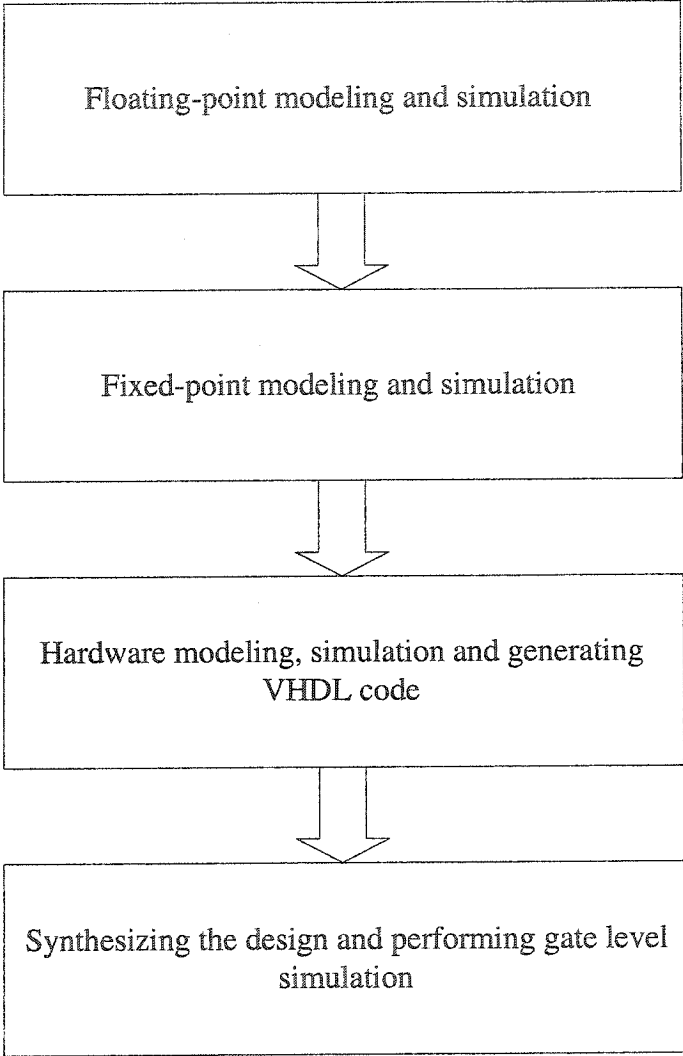 Floating-point modeling and simulation
Fixed-point modeling and simulation
Hardware modeling, simulation and generating
VHDL code
Synthesizing the design and performing gate level
simulation